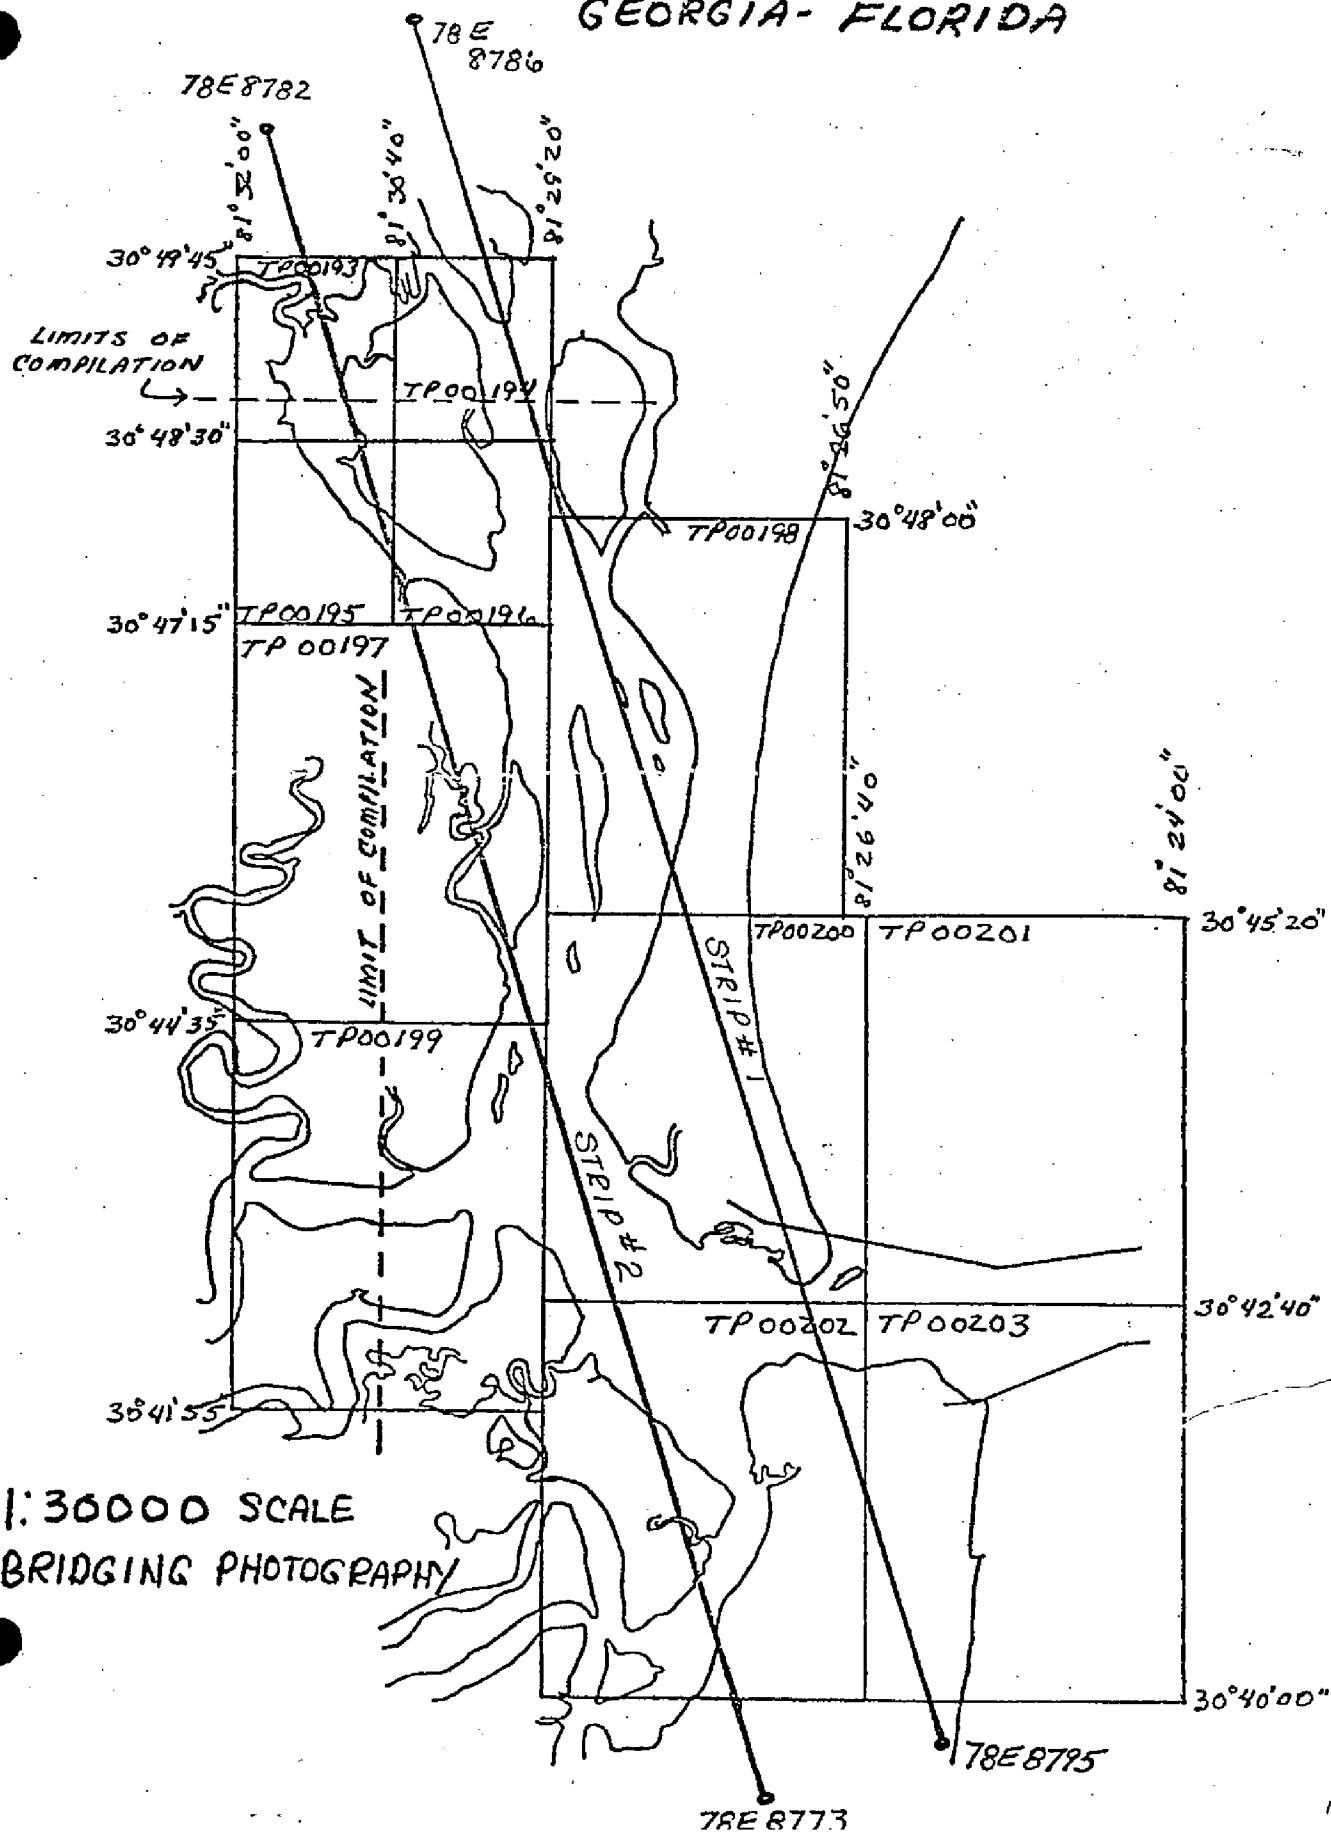 GEORGIA- FLORIDA
78E
8786
78E8782
81°32'00"
81°30'40"
81°29'20"
30°49'45"
TP00193
LIMITS OF
COMPILATION
TP00194
81°26'50"
30°48'30"
TP00198
30°48'00"
30°47'15"
TP00195
TP00196
TP 00197
LIMIT OF COMPILATION
81°26'40"
81°24'00"
TP00200
TP00201
30°45'20"
STRIP # 1
30°44'35"
TP00199
STRIP # 2
30°42'40"
TP00202
TP00203
30°41'55"
1:30000 SCALE
BRIDGING PHOTOGRAPHY
30°40'00"
78E8795
78E8773